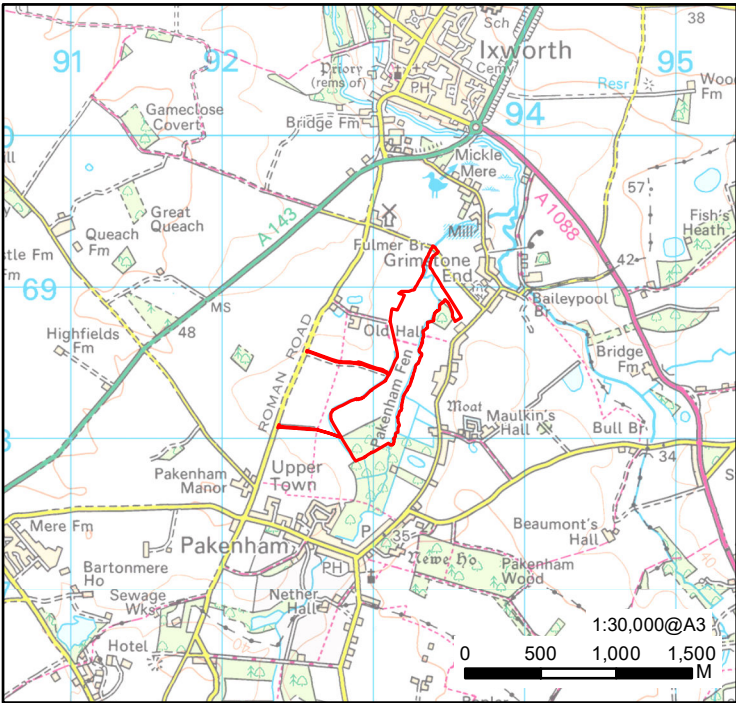 38
Sch
Ixworth
91
92
95
Priory
(rems of)
Cemy
PH
Resr
Wood
Fm
Gameclose
Covert
94
Bridge Fm
Mickle
Mere
57
A143
A1088
Great
Queach
Queach
Fm
Fish's
Heath
Mill
Fulmer Br
Grimstone
End
42
69
MS
Baileypool
Br
Old Hall
48
Highfields
Fm
ROMAN ROAD
Bridge
Fm
Pakenham Fen
Moat
Maulkin's
Hall
Bull Br
34
Upper
Town
Pakenham
Manor
Mere Fm
P
35
Beaumont's
Hall
Pakenham
Newe Ho
Pakenham
Wood
Bartonmere
Ho
PH
Sewage
Wks
Nether
Hall
40
Hotel
1:30,000@A3
0 500 1,000 1,500
M